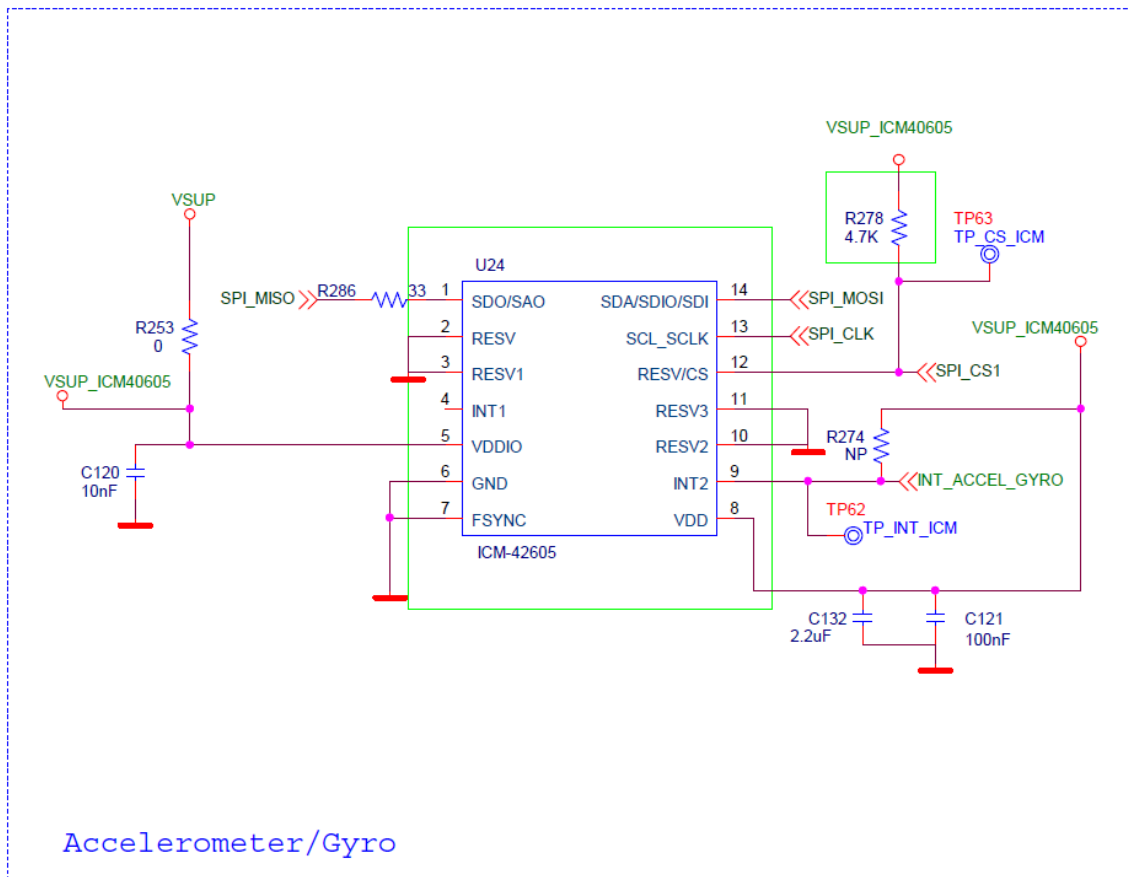 VSUP_ICM40605
VSUP
R278
4.7K
TP63
TP_CS_ICM
U24
SPI_MISO
R286
33
1
SDO/SAO
SDA/SDIO/SDI
14
SPI_MOSI
2
RESV
SCL_SCLK
13
SPI_CLK
R253
0
VSUP_ICM40605
3
RESV1
RESV/CS
12
SPI_CS1
VSUP_ICM40605
4
INT1
RESV3
11
5
VDDIO
RESV2
10
R274
NP
C120
10nF
6
GND
INT2
9
INT_ACCEL_GYRO
7
FSYNC
VDD
8
TP62
TP_INT_ICM
ICM-42605
C132
2.2uF
C121
100nF
Accelerometer/Gyro